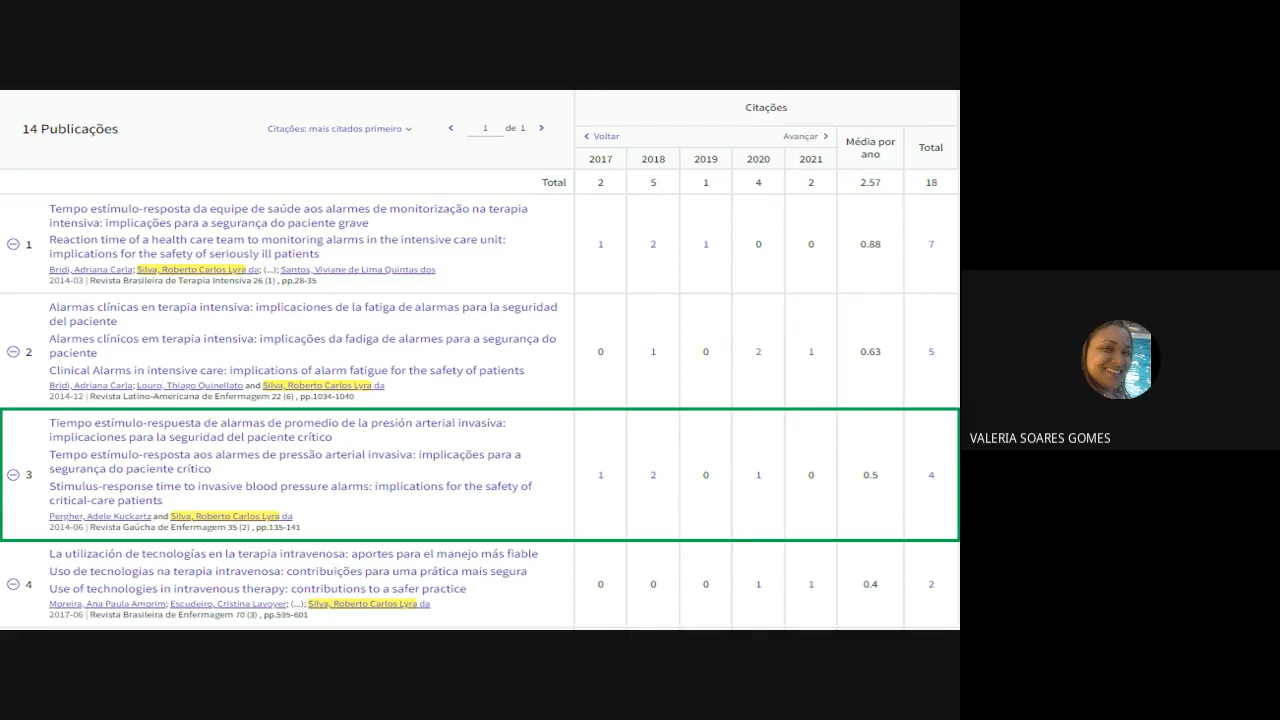 Citações
14 Publicações
Citações: mais citados primeiro
1 de 1
Voltar
Avançar
Média por ano
Total
2017 2018 2019 2020 2021
Total 2 5 1 4 2 2.57 18
1
Tempo estímulo-resposta da equipe de saúde aos alarmes de monitorização na terapia
intensiva: implicações para a segurança do paciente grave
Reaction time of a health care team to monitoring alarms in the intensive care unit:
implications for the safety of seriously ill patients
Bridi, Adriana Carla; Silva, Roberto Carlos Lyra da; (...); Santos, Viviane de Lima Quintas dos
2014-03 | Revista Brasileira de Terapia Intensiva 26 (1) , pp.28-35
1 2 1 0 0 0.88 7
2
Alarmas clínicas en terapia intensiva: implicaciones de la fatiga de alarmas para la seguridad
del paciente
Alarmes clínicos em terapia intensiva: implicações da fadiga de alarmes para a segurança do
paciente
Clinical Alarms in intensive care: implications of alarm fatigue for the safety of patients
Bridi, Adriana Carla; Louro, Thiago Quinellato and Silva, Roberto Carlos Lyra da
2014-12 | Revista Latino-Americana de Enfermagem 22 (6) , pp.1034-1040
0 1 0 2 1 0.63 5
3
Tiempo estímulo-respuesta de alarmas de promedio de la presión arterial invasiva:
implicaciones para la seguridad del paciente crítico
Tempo estímulo-resposta aos alarmes de pressão arterial invasiva: implicações para a
segurança do paciente crítico
Stimulus-response time to invasive blood pressure alarms: implications for the safety of
critical-care patients
Pergher, Adele Kuckartz and Silva, Roberto Carlos Lyra da
2014-06 | Revista Gaúcha de Enfermagem 35 (2) , pp.135-141
1 2 0 1 0 0.5 4
4
La utilización de tecnologías en la terapia intravenosa: aportes para el manejo más fiable
Uso de tecnologias na terapia intravenosa: contribuições para uma prática mais segura
Use of technologies in intravenous therapy: contributions to a safer practice
Moreira, Ana Paula Amorim; Escudeiro, Cristina Lavoyer; (...); Silva, Roberto Carlos Lyra da
2017-06 | Revista Brasileira de Enfermagem 70 (3) , pp.595-601
0 0 0 1 1 0.4 2
VALERIA SOARES GOMES